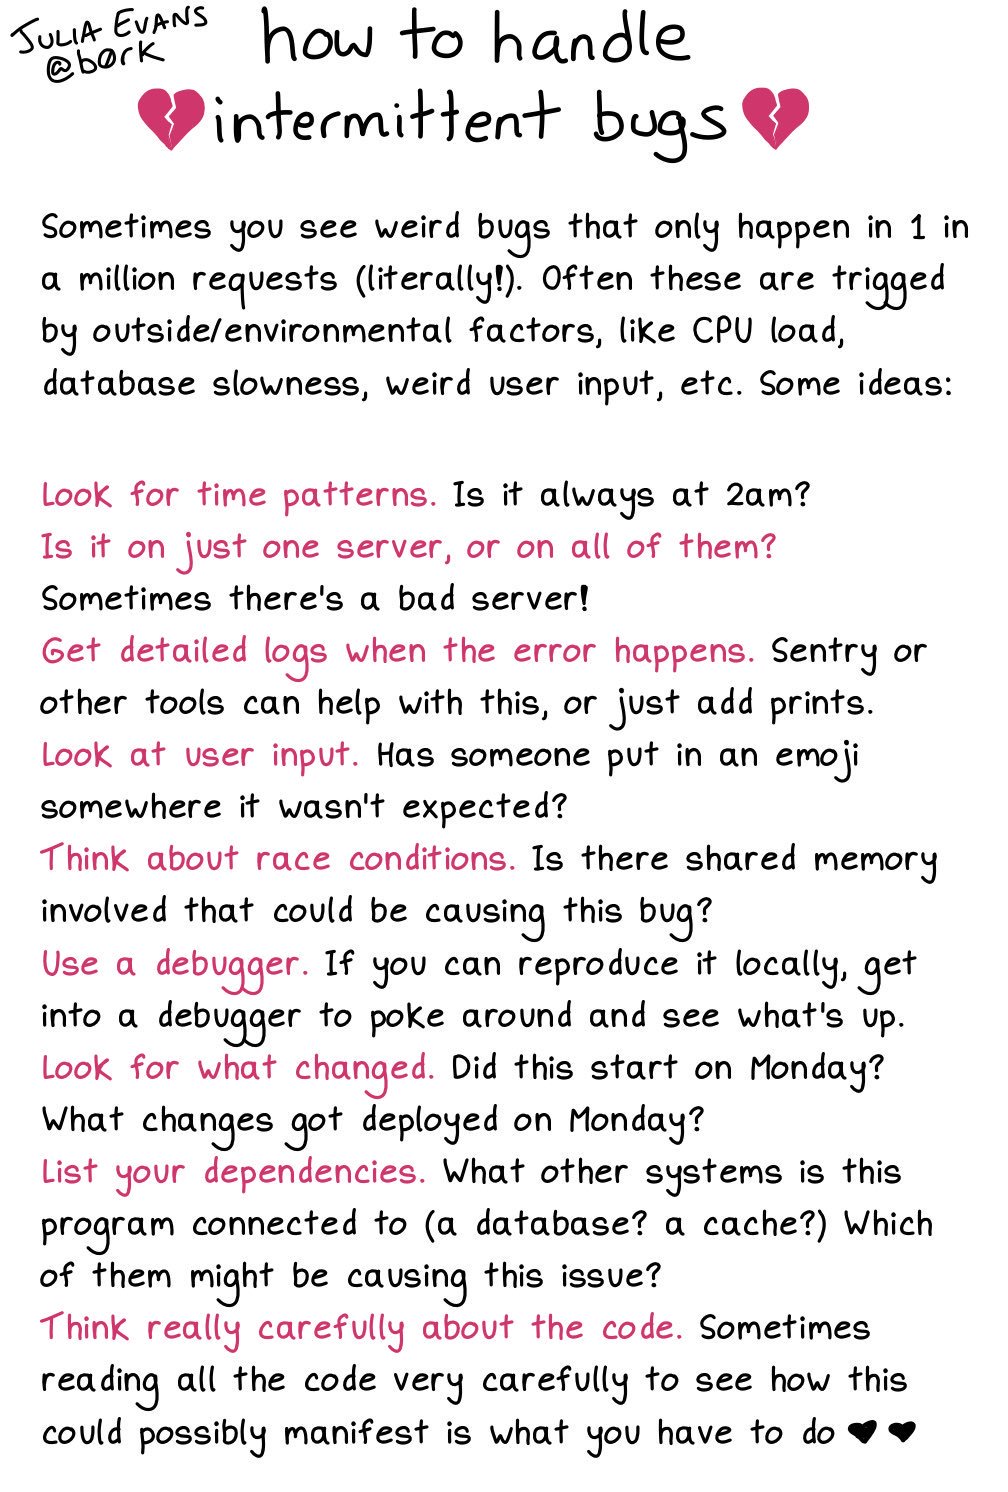 JULIA EVANS
@b0rk
how to handle
intermittent bugs
Sometimes you see weird bugs that only happen in 1 in
a million requests (literally!). Often these are trigged
by outside/environmental factors, like CPU load,
database slowness, weird user input, etc. Some ideas:
Look for time patterns. Is it always at 2am?
Is it on just one server, or on all of them?
Sometimes there's a bad server!
Get detailed logs when the error happens. Sentry or
other tools can help with this, or just add prints.
Look at user input. Has someone put in an emoji
somewhere it wasn't expected?
Think about race conditions. Is there shared memory
involved that could be causing this bug?
Use a debugger. If you can reproduce it locally, get
into a debugger to poke around and see what's up.
Look for what changed. Did this start on Monday?
What changes got deployed on Monday?
List your dependencies. What other systems is this
program connected to (a database? a cache?) Which
of them might be causing this issue?
Think really carefully about the code. Sometimes
reading all the code very carefully to see how this
could possibly manifest is what you have to do